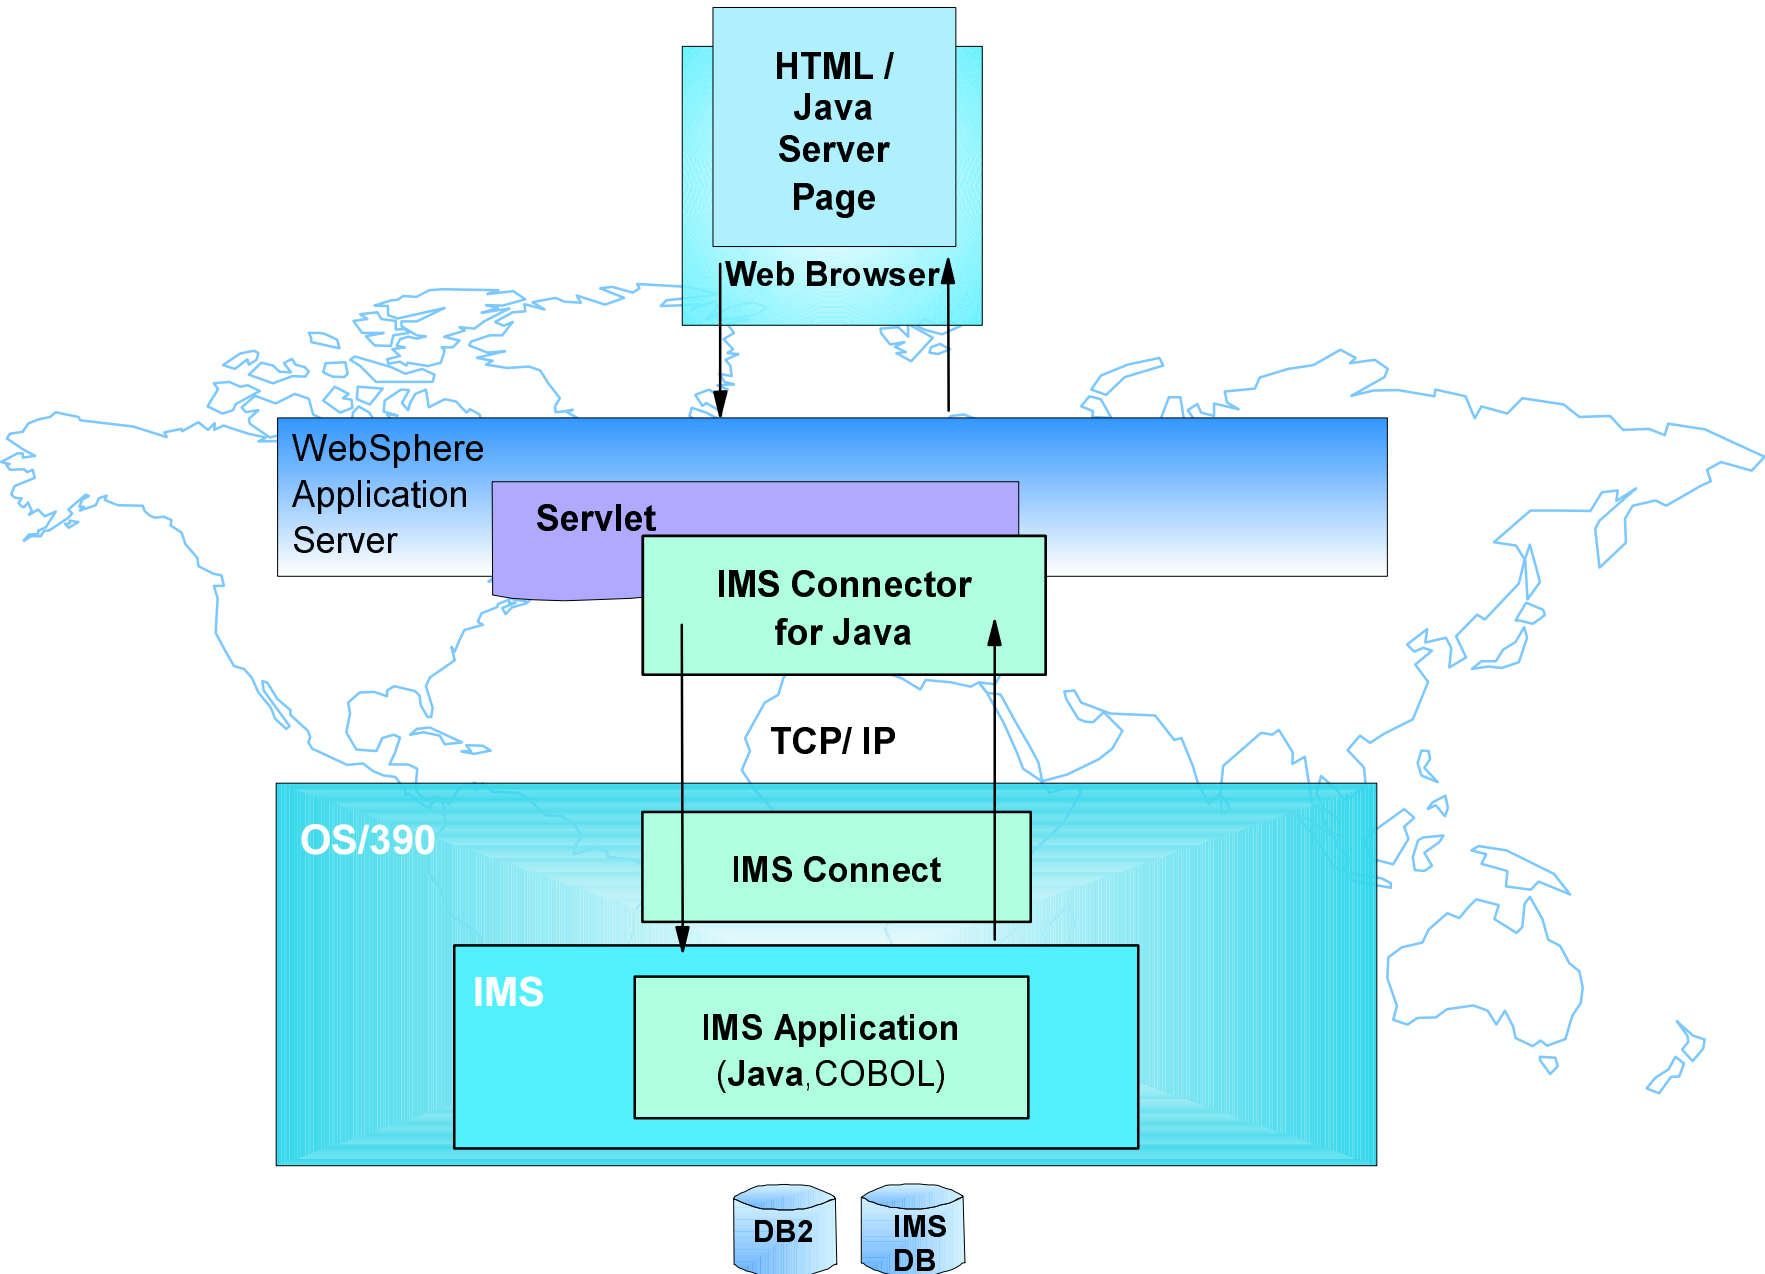 HTML /
Java
Server
Page
Web Browser
WebSphere
Application
Server
Servlet
IMS Connector
for Java
TCP/ IP
OS/390
IMS Connect
IMS
IMS Application
(Java,COBOL)
DB2
IMS
DB